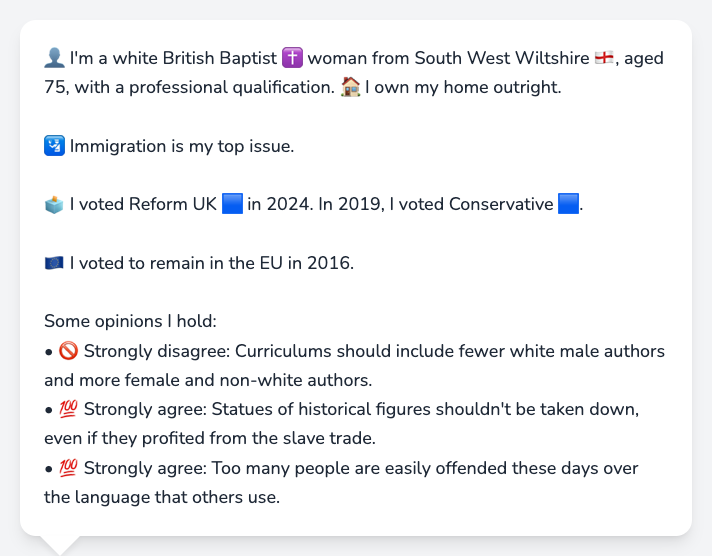 👤 I'm a white British Baptist ✝️ woman from South West Wiltshire 🏴󠁧󠁢󠁥󠁮󠁧󠁿, aged
75, with a professional qualification. 🏠 I own my home outright.
🛂 Immigration is my top issue.
🗳️ I voted Reform UK 🟦 in 2024. In 2019, I voted Conservative 🟦.
🇪🇺 I voted to remain in the EU in 2016.
Some opinions I hold:
• 🚫 Strongly disagree: Curriculums should include fewer white male authors
and more female and non-white authors.
• 💯 Strongly agree: Statues of historical figures shouldn't be taken down,
even if they profited from the slave trade.
• 💯 Strongly agree: Too many people are easily offended these days over
the language that others use.